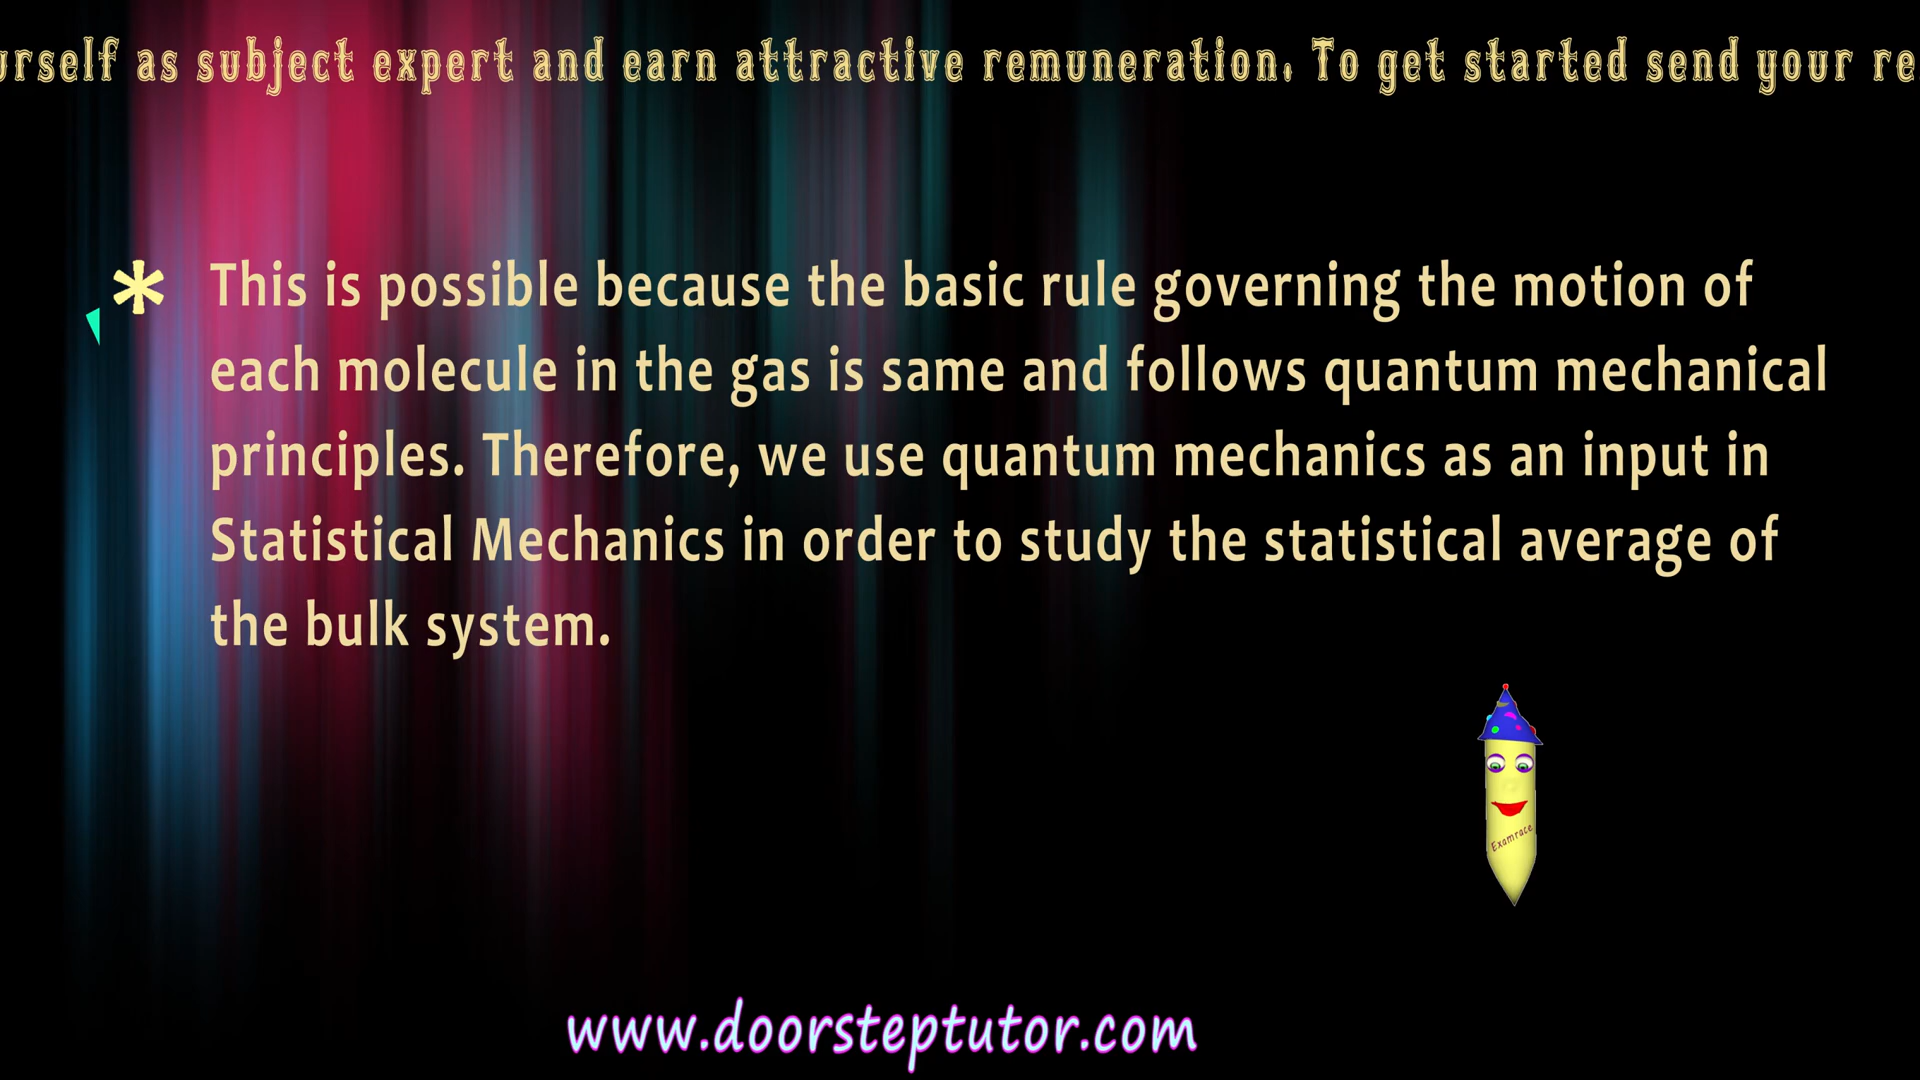 as subject expert and earn attractive remuneration. To get started send your
* This is possible because the basic rule governing the motion of
each molecule in the gas is same and follows quantum mechanical
principles. Therefore, we use quantum mechanics as an input in
Statistical Mechanics in order to study the statistical average of
the bulk system.
Examrace
www.doorsteptutor.com